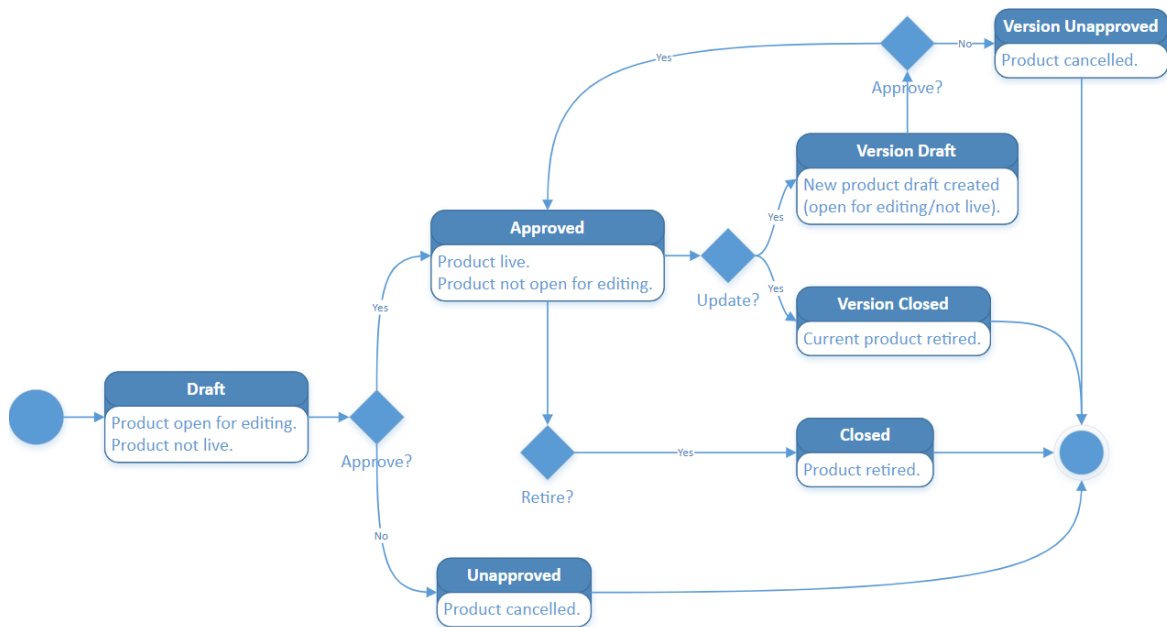 Version Unapproved
Product cancelled.
Yes
No
Approve?
Version Draft
New product draft created
(open for editing/not live).
Approved
Product live.
Product not open for editing.
Yes
Update?
Yes
Version Closed
Current product retired.
Yes
Draft
Product open for editing.
Product not live.
Approve?
Closed
Product retired.
Yes
Retire?
No
Unapproved
Product cancelled.